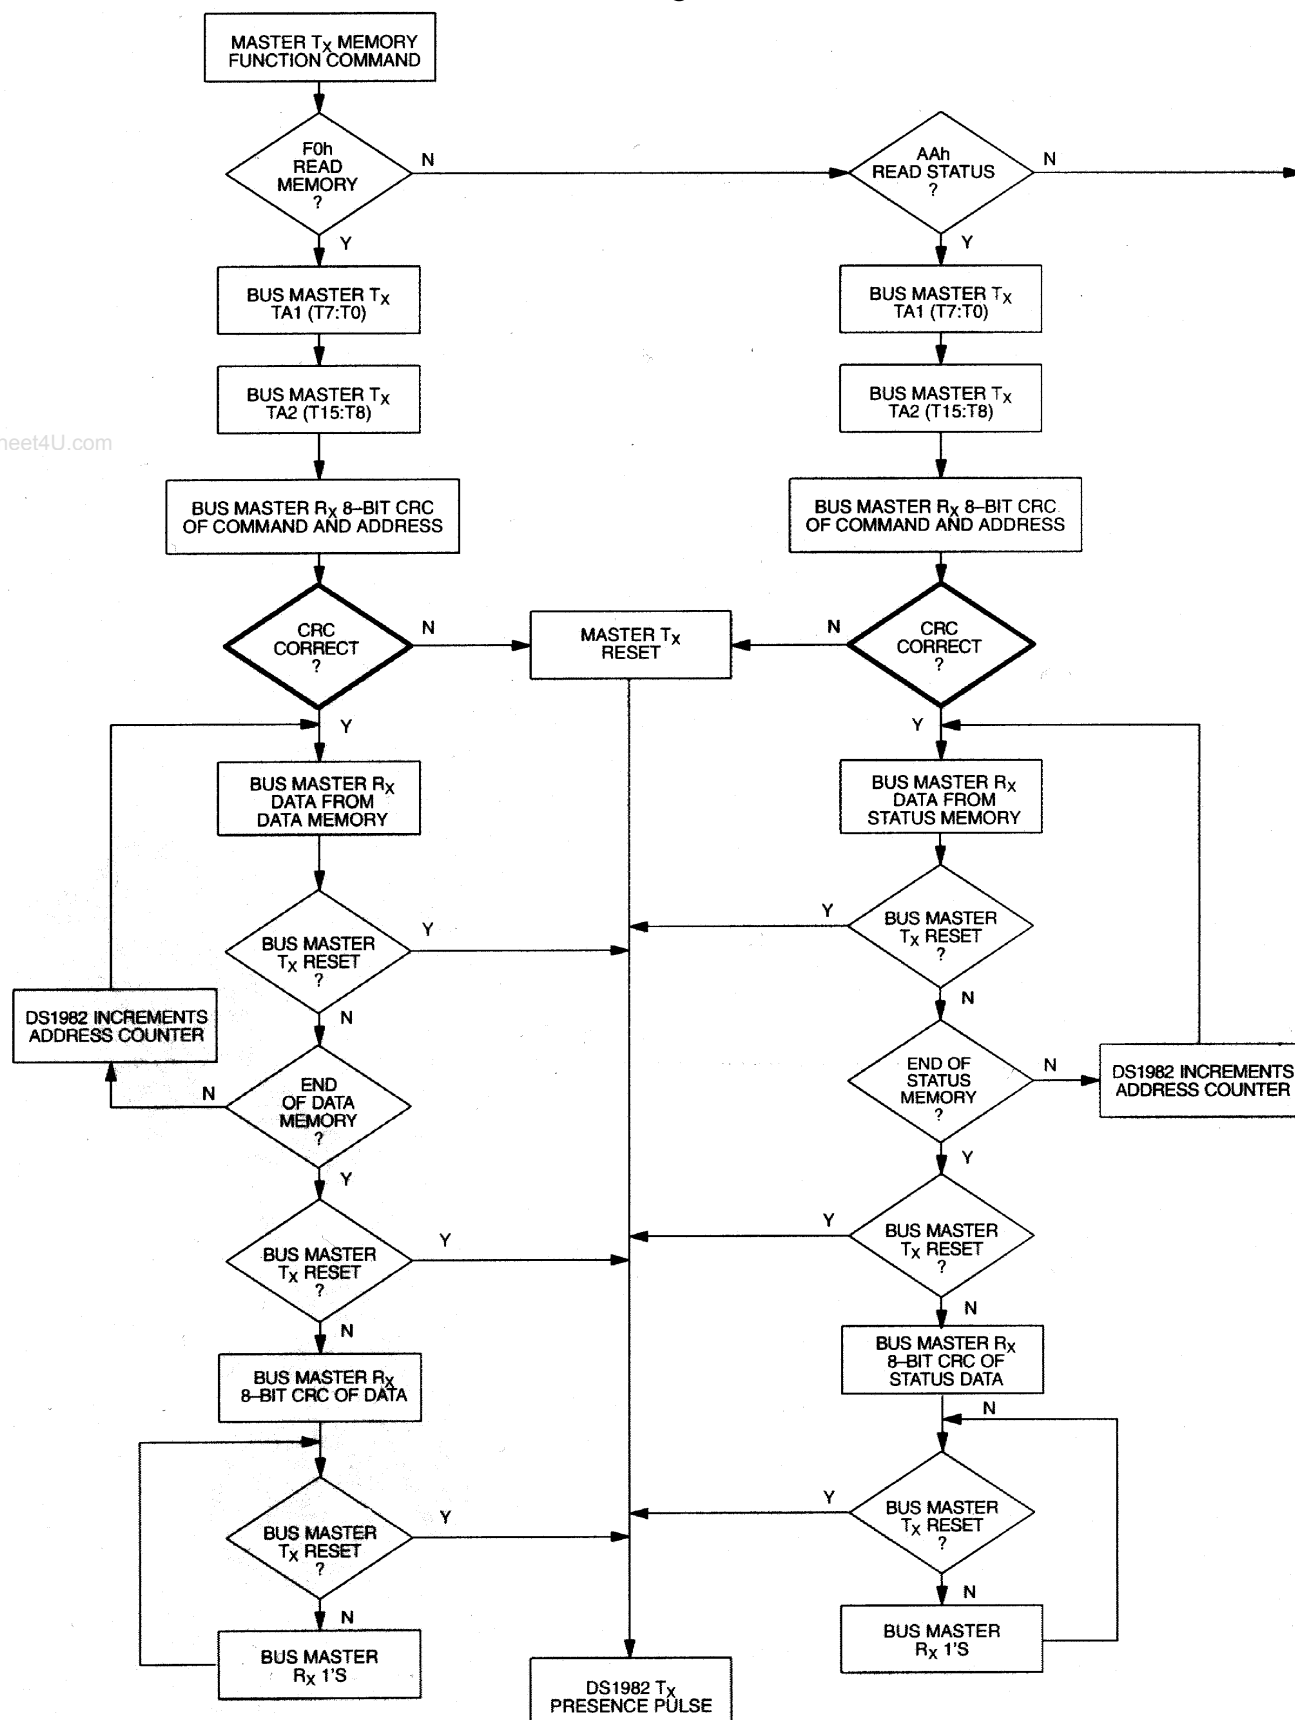 MASTER TX MEMORY
FUNCTION COMMAND
F0h
READ
MEMORY
?
N
AAh
READ STATUS
?
N
Y
Y
BUS MASTER TX
TA1 (T7:T0)
BUS MASTER TX
TA1 (T7:T0)
BUS MASTER TX
TA2 (T15:T8)
BUS MASTER TX
TA2 (T15:T8)
heet4U.com
BUS MASTER RX 8–BIT CRC
OF COMMAND AND ADDRESS
BUS MASTER RX 8–BIT CRC
OF COMMAND AND ADDRESS
CRC
CORRECT
?
N
MASTER TX
RESET
N
CRC
CORRECT
?
Y
Y
BUS MASTER RX
DATA FROM
DATA MEMORY
BUS MASTER RX
DATA FROM
STATUS MEMORY
BUS MASTER
TX RESET
?
Y
Y
BUS MASTER
TX RESET
?
N
N
DS1982 INCREMENTS
ADDRESS COUNTER
N
END
OF DATA
MEMORY
?
END OF
STATUS
MEMORY
?
N
DS1982 INCREMENTS
ADDRESS COUNTER
Y
Y
BUS MASTER
TX RESET
?
Y
Y
BUS MASTER
TX RESET
?
N
N
BUS MASTER RX
8–BIT CRC OF DATA
BUS MASTER RX
8–BIT CRC OF
STATUS DATA
N
BUS MASTER
TX RESET
?
Y
Y
BUS MASTER
TX RESET
?
N
N
BUS MASTER
RX 1'S
BUS MASTER
RX 1'S
DS1982 TX
PRESENCE PULSE